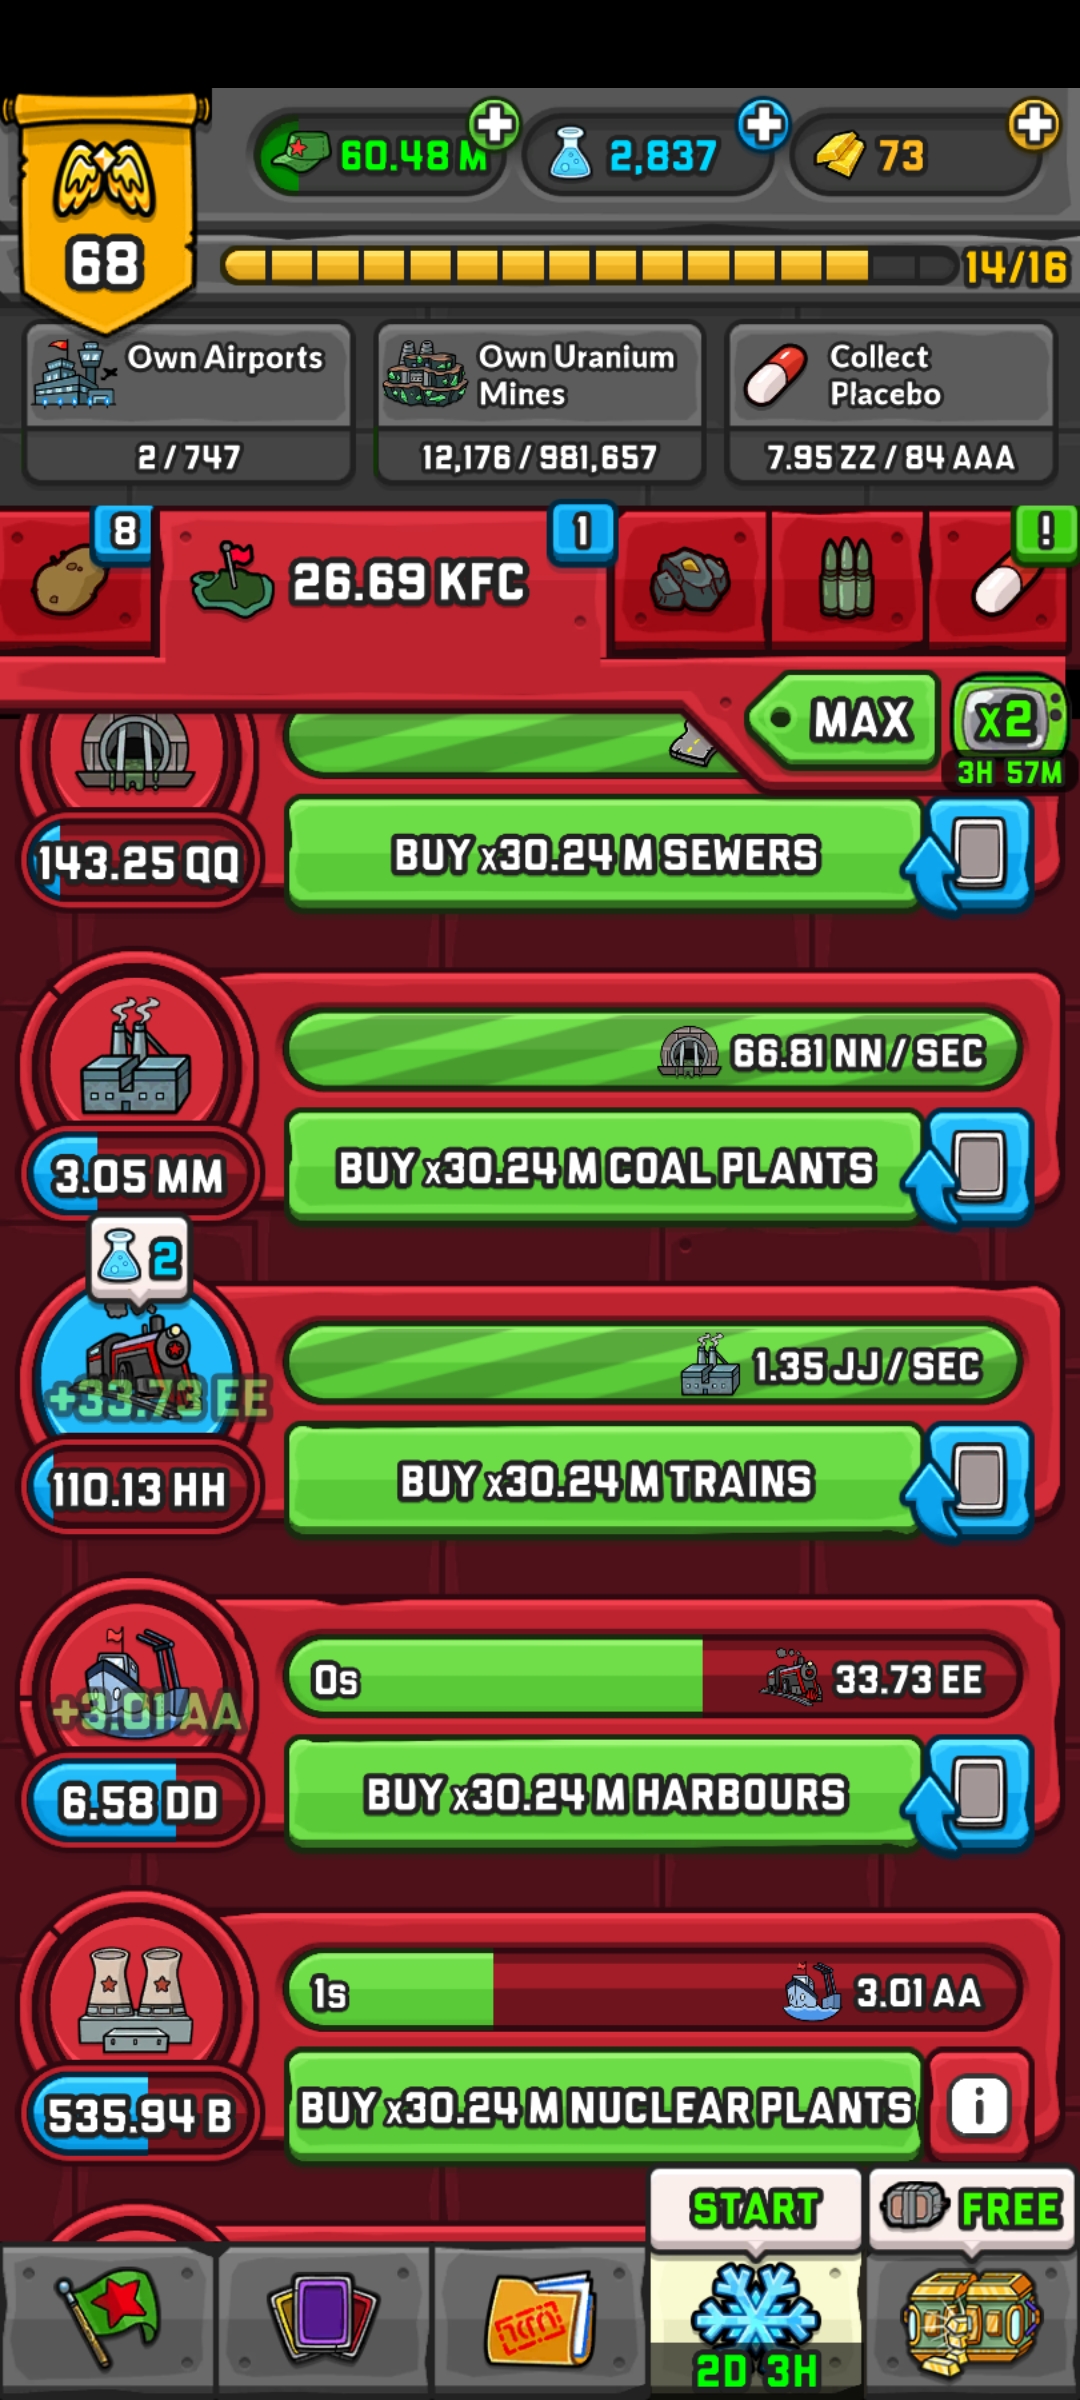 60.48 M
2,837
73
68
14/16
Own Airports
2 / 747
Own Uranium
Mines
12,176 / 981,657
Collect
Placebo
7.95 ZZ / 84 AAA
8
26.69 KFC
1
!
MAX
x2
3H 57M
143.25 QQ
BUY x30.24 M SEWERS
66.81 NN / SEC
3.05 MM
BUY x30.24 M COAL PLANTS
2
+33.73 EE
1.35 JJ / SEC
110.13 HH
BUY x30.24 M TRAINS
+3.01 AA
0s
33.73 EE
6.58 DD
BUY x30.24 M HARBOURS
1s
3.01 AA
535.94 B
BUY x30.24 M NUCLEAR PLANTS
i
START
FREE
2D 3H